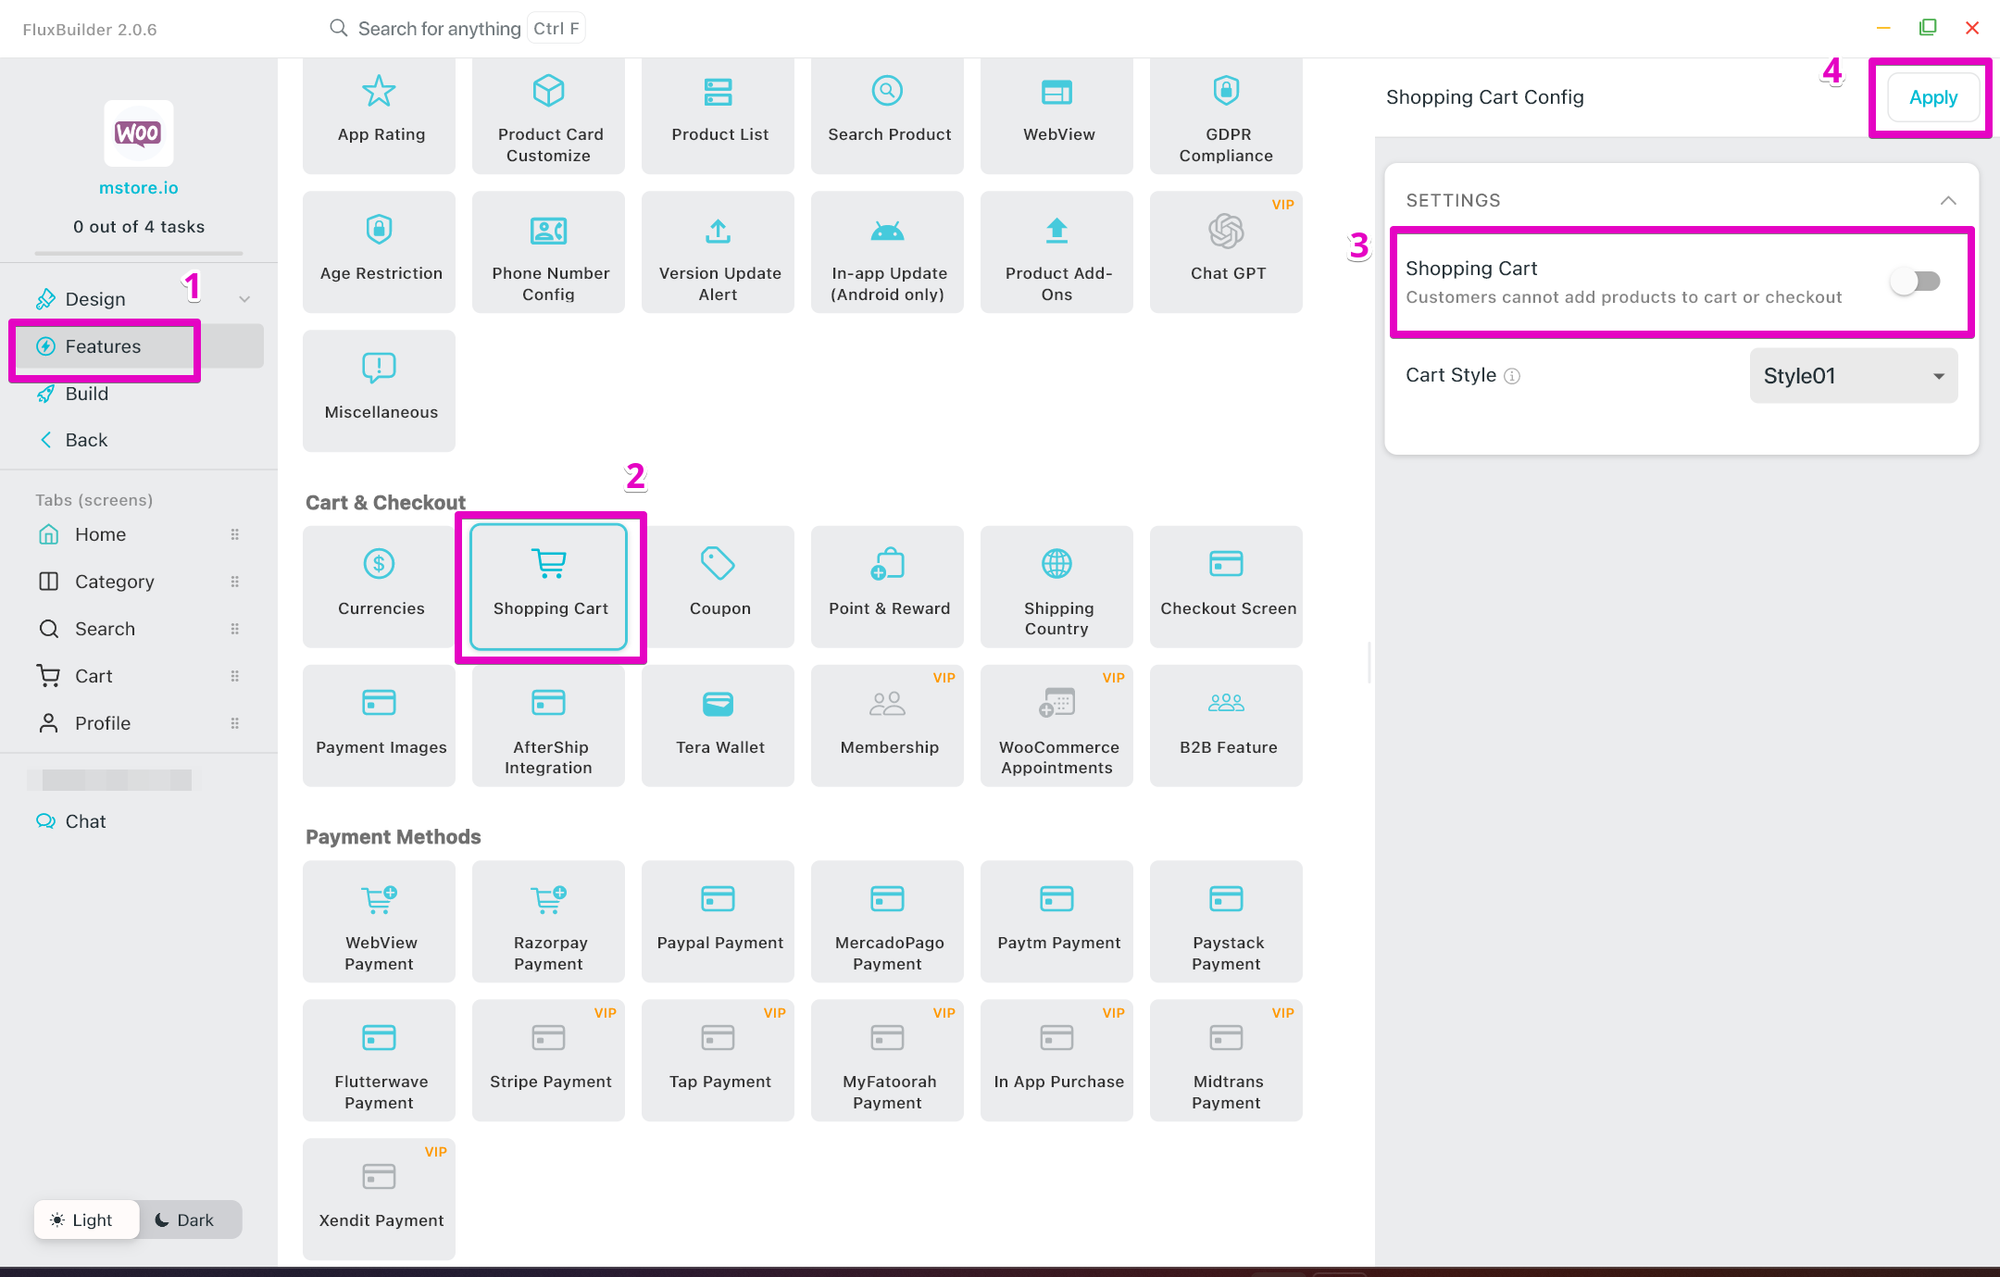 FluxBuilder 2.0.6
Search for anything Ctrl F
WOO
mstore.io
0 out of 4 tasks
1
Design
Features
Build
Back
Tabs (screens)
Home
Category
Search
Cart
Profile
Chat
Light
Dark
App Rating
Product Card
Customize
Product List
Search Product
WebView
GDPR
Compliance
Age Restriction
Phone Number
Config
Version Update
Alert
In-app Update
(Android only)
Product Add-
Ons
VIP
Chat GPT
Miscellaneous
2
Cart & Checkout
Currencies
Shopping Cart
Coupon
Point & Reward
Shipping
Country
Checkout Screen
Payment Images
AfterShip
Integration
Tera Wallet
VIP
Membership
VIP
WooCommerce
Appointments
B2B Feature
Payment Methods
WebView
Payment
Razorpay
Payment
Paypal Payment
MercadoPago
Payment
Paytm Payment
Paystack
Payment
Flutterwave
Payment
VIP
Stripe Payment
VIP
Tap Payment
VIP
MyFatoorah
Payment
VIP
In App Purchase
VIP
Midtrans
Payment
VIP
Xendit Payment
4
Shopping Cart Config
Apply
SETTINGS
3
Shopping Cart
Customers cannot add products to cart or checkout
Cart Style
Style01